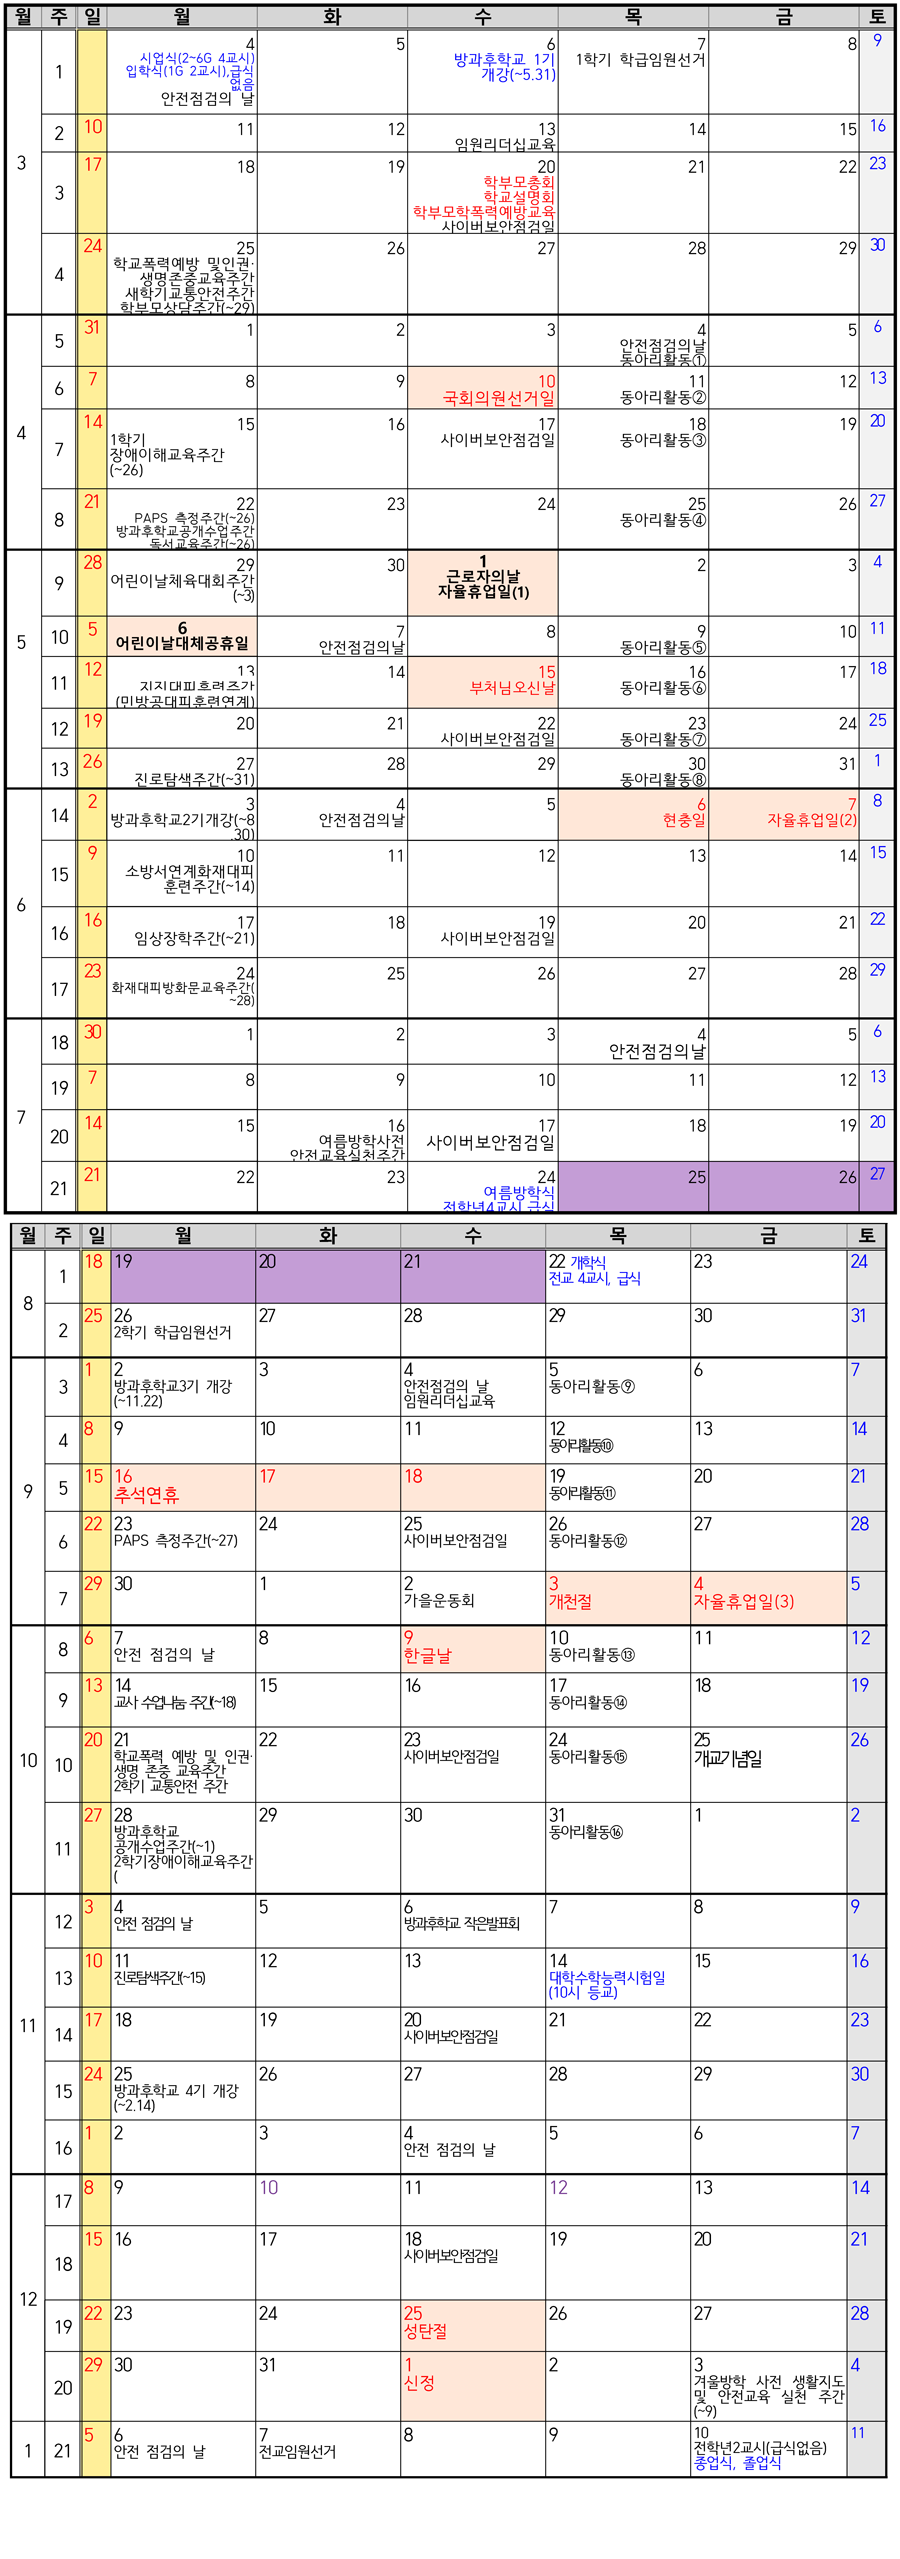 월 주 일 월 화 수 목 금 토
3
1 4 5 6 7 8 9
시업식(2~6G 4교시)
입학식(1G 2교시),급식
없음
안전점검의 날
방과후학교 1기
개강(~5.31)
1학기 학급임원선거
2 10 11 12 13 14 15 16
임원리더십교육
3 17 18 19 20 21 22 23
학부모총회
학교설명회
학부모학폭력예방교육
사이버보안점검일
4 24 25 26 27 28 29 30
학교폭력예방 및인권·
생명존중교육주간
새학기교통안전주간
학부모상담주간(~29)
4
5 31 1 2 3 4 5 6
안전점검의날
동아리활동①
6 7 8 9 10 11 12 13
국회의원선거일
동아리활동②
7 14 15 16 17 18 19 20
1학기
장애이해교육주간
(~26)
사이버보안점검일
동아리활동③
8 21 22 23 24 25 26 27
PAPS 측정주간(~26)
방과후학교공개수업주간
독서교육주간(~26)
동아리활동④
5
9 28 29 30 1 2 3 4
어린이날체육대회주간
(~3)
근로자의날
자율휴업일(1)
10 5 6 7 8 9 10 11
어린이날대체공휴일
안전점검의날
동아리활동⑤
11 12 13 14 15 16 17 18
지진대피훈련주간
(민방공대피훈련연계)
부처님오신날
동아리활동⑥
12 19 20 21 22 23 24 25
사이버보안점검일
동아리활동⑦
13 26 27 28 29 30 31 1
진로탐색주간(~31)
동아리활동⑧
6
14 2 3 4 5 6 7 8
방과후학교2기개강(~8
.30)
안전점검의날
현충일
자율휴업일(2)
15 9 10 11 12 13 14 15
소방서연계화재대피
훈련주간(~14)
16 16 17 18 19 20 21 22
임상장학주간(~21)
사이버보안점검일
17 23 24 25 26 27 28 29
화재대피방화문교육주간(
~28)
7
18 30 1 2 3 4 5 6
안전점검의날
19 7 8 9 10 11 12 13
20 14 15 16 17 18 19 20
여름방학사전
안전교육실천주간
사이버보안점검일
21 21 22 23 24 25 26 27
여름방학식
전학년4교시 급식
월 주 일 월 화 수 목 금 토
8
1 18 19 20 21 22 개학식 23 24
전교 4교시, 급식
2 25 26 27 28 29 30 31
2학기 학급임원선거
9
3 1 2 3 4 5 6 7
방과후학교3기 개강
(~11.22)
안전점검의 날
임원리더십교육
동아리활동⑨
4 8 9 10 11 12 13 14
동아리활동⑩
5 15 16 17 18 19 20 21
추석연휴
동아리활동⑪
6 22 23 24 25 26 27 28
PAPS 측정주간(~27)
사이버보안점검일
동아리활동⑫
7 29 30 1 2 3 4 5
가을운동회
개천절
자율휴업일(3)
10
8 6 7 8 9 10 11 12
안전 점검의 날
한글날
동아리활동⑬
9 13 14 15 16 17 18 19
교사 수업나눔 주간(~18)
동아리활동⑭
10 20 21 22 23 24 25 26
학교폭력 예방 및 인권·
생명 존중 교육주간
2학기 교통안전 주간
사이버보안점검일
동아리활동⑮
개교기념일
11 27 28 29 30 31 1 2
방과후학교
공개수업주간(~1)
2학기장애이해교육주간
(
동아리활동⑯
11
12 3 4 5 6 7 8 9
안전 점검의 날
방과후학교 작은발표회
13 10 11 12 13 14 15 16
진로탐색주간(~15)
대학수학능력시험일
(10시 등교)
14 17 18 19 20 21 22 23
사이버보안점검일
15 24 25 26 27 28 29 30
방과후학교 4기 개강
(~2.14)
16 1 2 3 4 5 6 7
안전 점검의 날
12
17 8 9 10 11 12 13 14
18 15 16 17 18 19 20 21
사이버보안점검일
19 22 23 24 25 26 27 28
성탄절
20 29 30 31 1 2 3 4
신정
겨울방학 사전 생활지도
및 안전교육 실천 주간
(~9)
1
21 5 6 7 8 9 10 11
안전 점검의 날
전교임원선거
전학년2교시(급식없음)
종업식, 졸업식